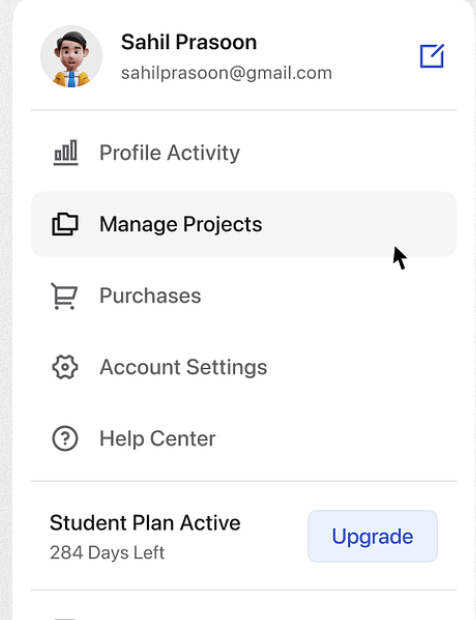 Sahil Prasoon
sahilprasoon@gmail.com
Profile Activity
Manage Projects
Purchases
Account Settings
Help Center
Student Plan Active
284 Days Left
Upgrade